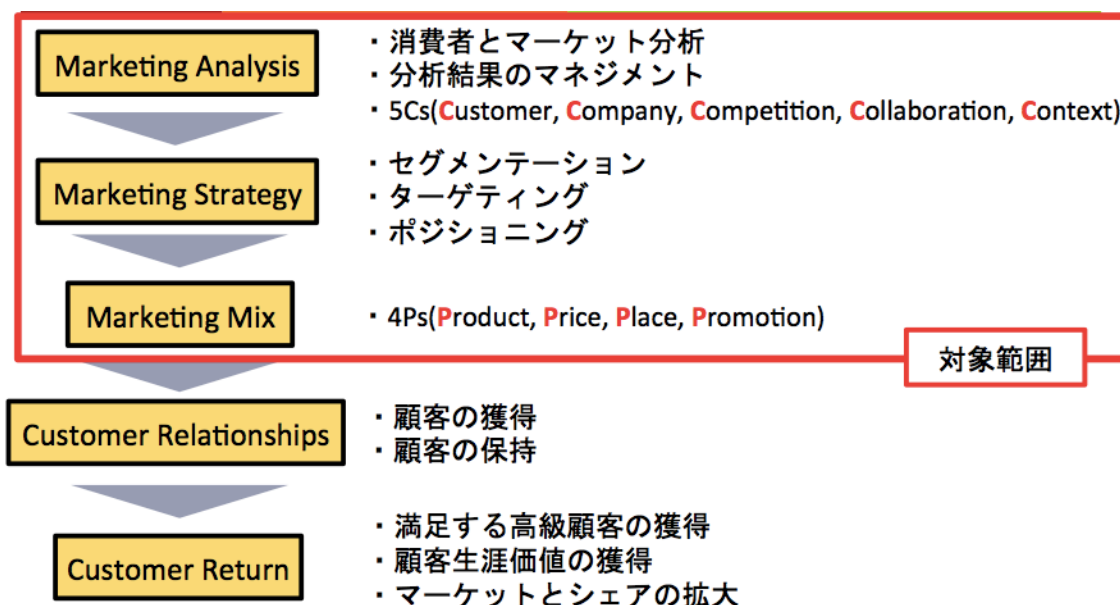 Marketing Analysis
・消費者とマーケット分析
・分析結果のマネジメント
・5Cs(Customer, Company, Competition, Collaboration, Context)
Marketing Strategy
・セグメンテーション
・ターゲティング
・ポジショニング
Marketing Mix
・4Ps(Product, Price, Place, Promotion)
対象範囲
Customer Relationships
・顧客の獲得
・顧客の保持
Customer Return
・満足する高級顧客の獲得
・顧客生涯価値の獲得
・マーケットとシェアの拡大